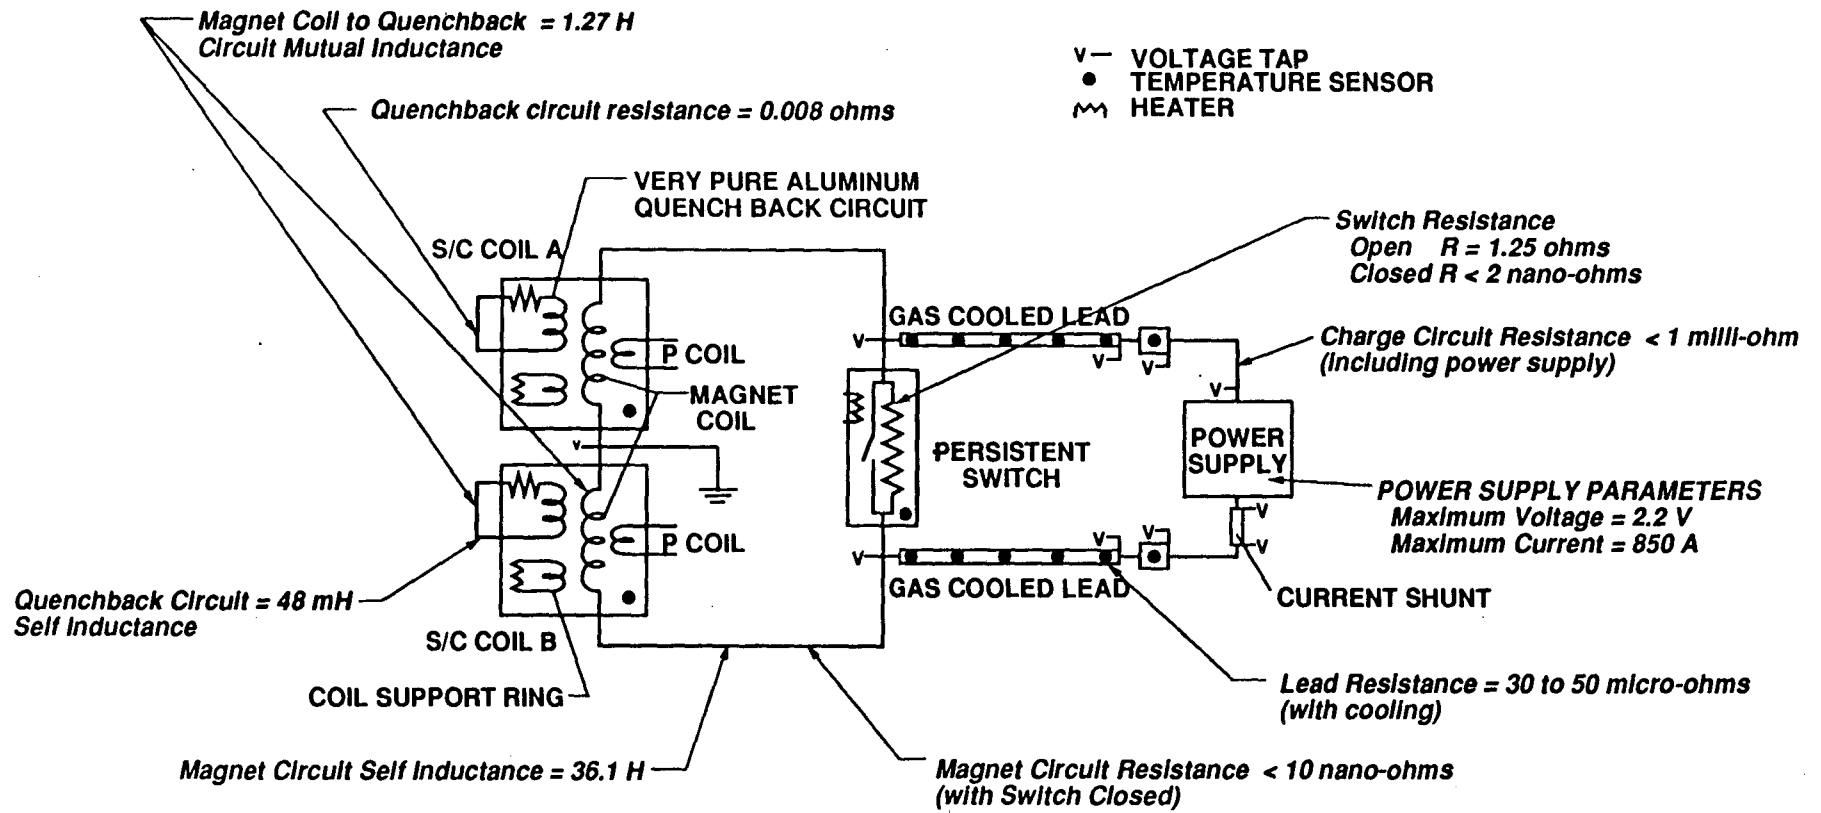 Magnet Coil to Quenchback = 1.27 H
Circuit Mutual Inductance
V— VOLTAGE TAP
TEMPERATURE SENSOR
HEATER
Quenchback circuit resistance = 0.008 ohms
VERY PURE ALUMINUM
QUENCH BACK CIRCUIT
Switch Resistance
Open R = 1.25 ohms
Closed R < 2 nano-ohms
S/C COIL A
GAS COOLED LEAD
Charge Circuit Resistance < 1 milli-ohm
(including power supply)
V
V
V
P COIL
V
MAGNET
COIL
POWER
SUPPLY
V
PERSISTENT
SWITCH
POWER SUPPLY PARAMETERS
Maximum Voltage = 2.2 V
Maximum Current = 850 A
V
V
V
V
P COIL
V
GAS COOLED LEAD
CURRENT SHUNT
Quenchback Circuit = 48 mH
Self Inductance
S/C COIL B
COIL SUPPORT RING
Lead Resistance = 30 to 50 micro-ohms
(with cooling)
Magnet Circuit Self Inductance = 36.1 H
Magnet Circuit Resistance < 10 nano-ohms
(with Switch Closed)